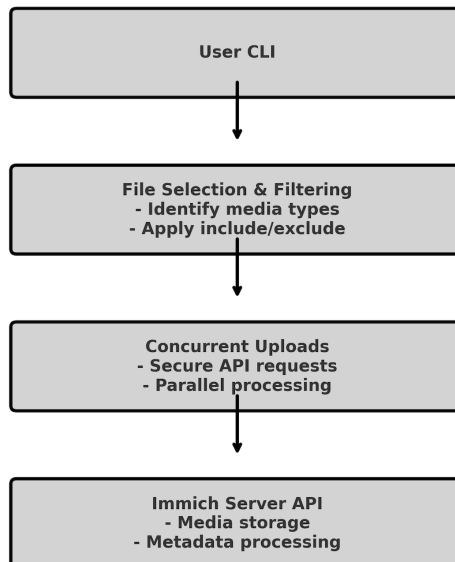 User CLI
File Selection & Filtering
- Identify media types
- Apply include/exclude
Concurrent Uploads
- Secure API requests
- Parallel processing
Immich Server API
- Media storage
- Metadata processing